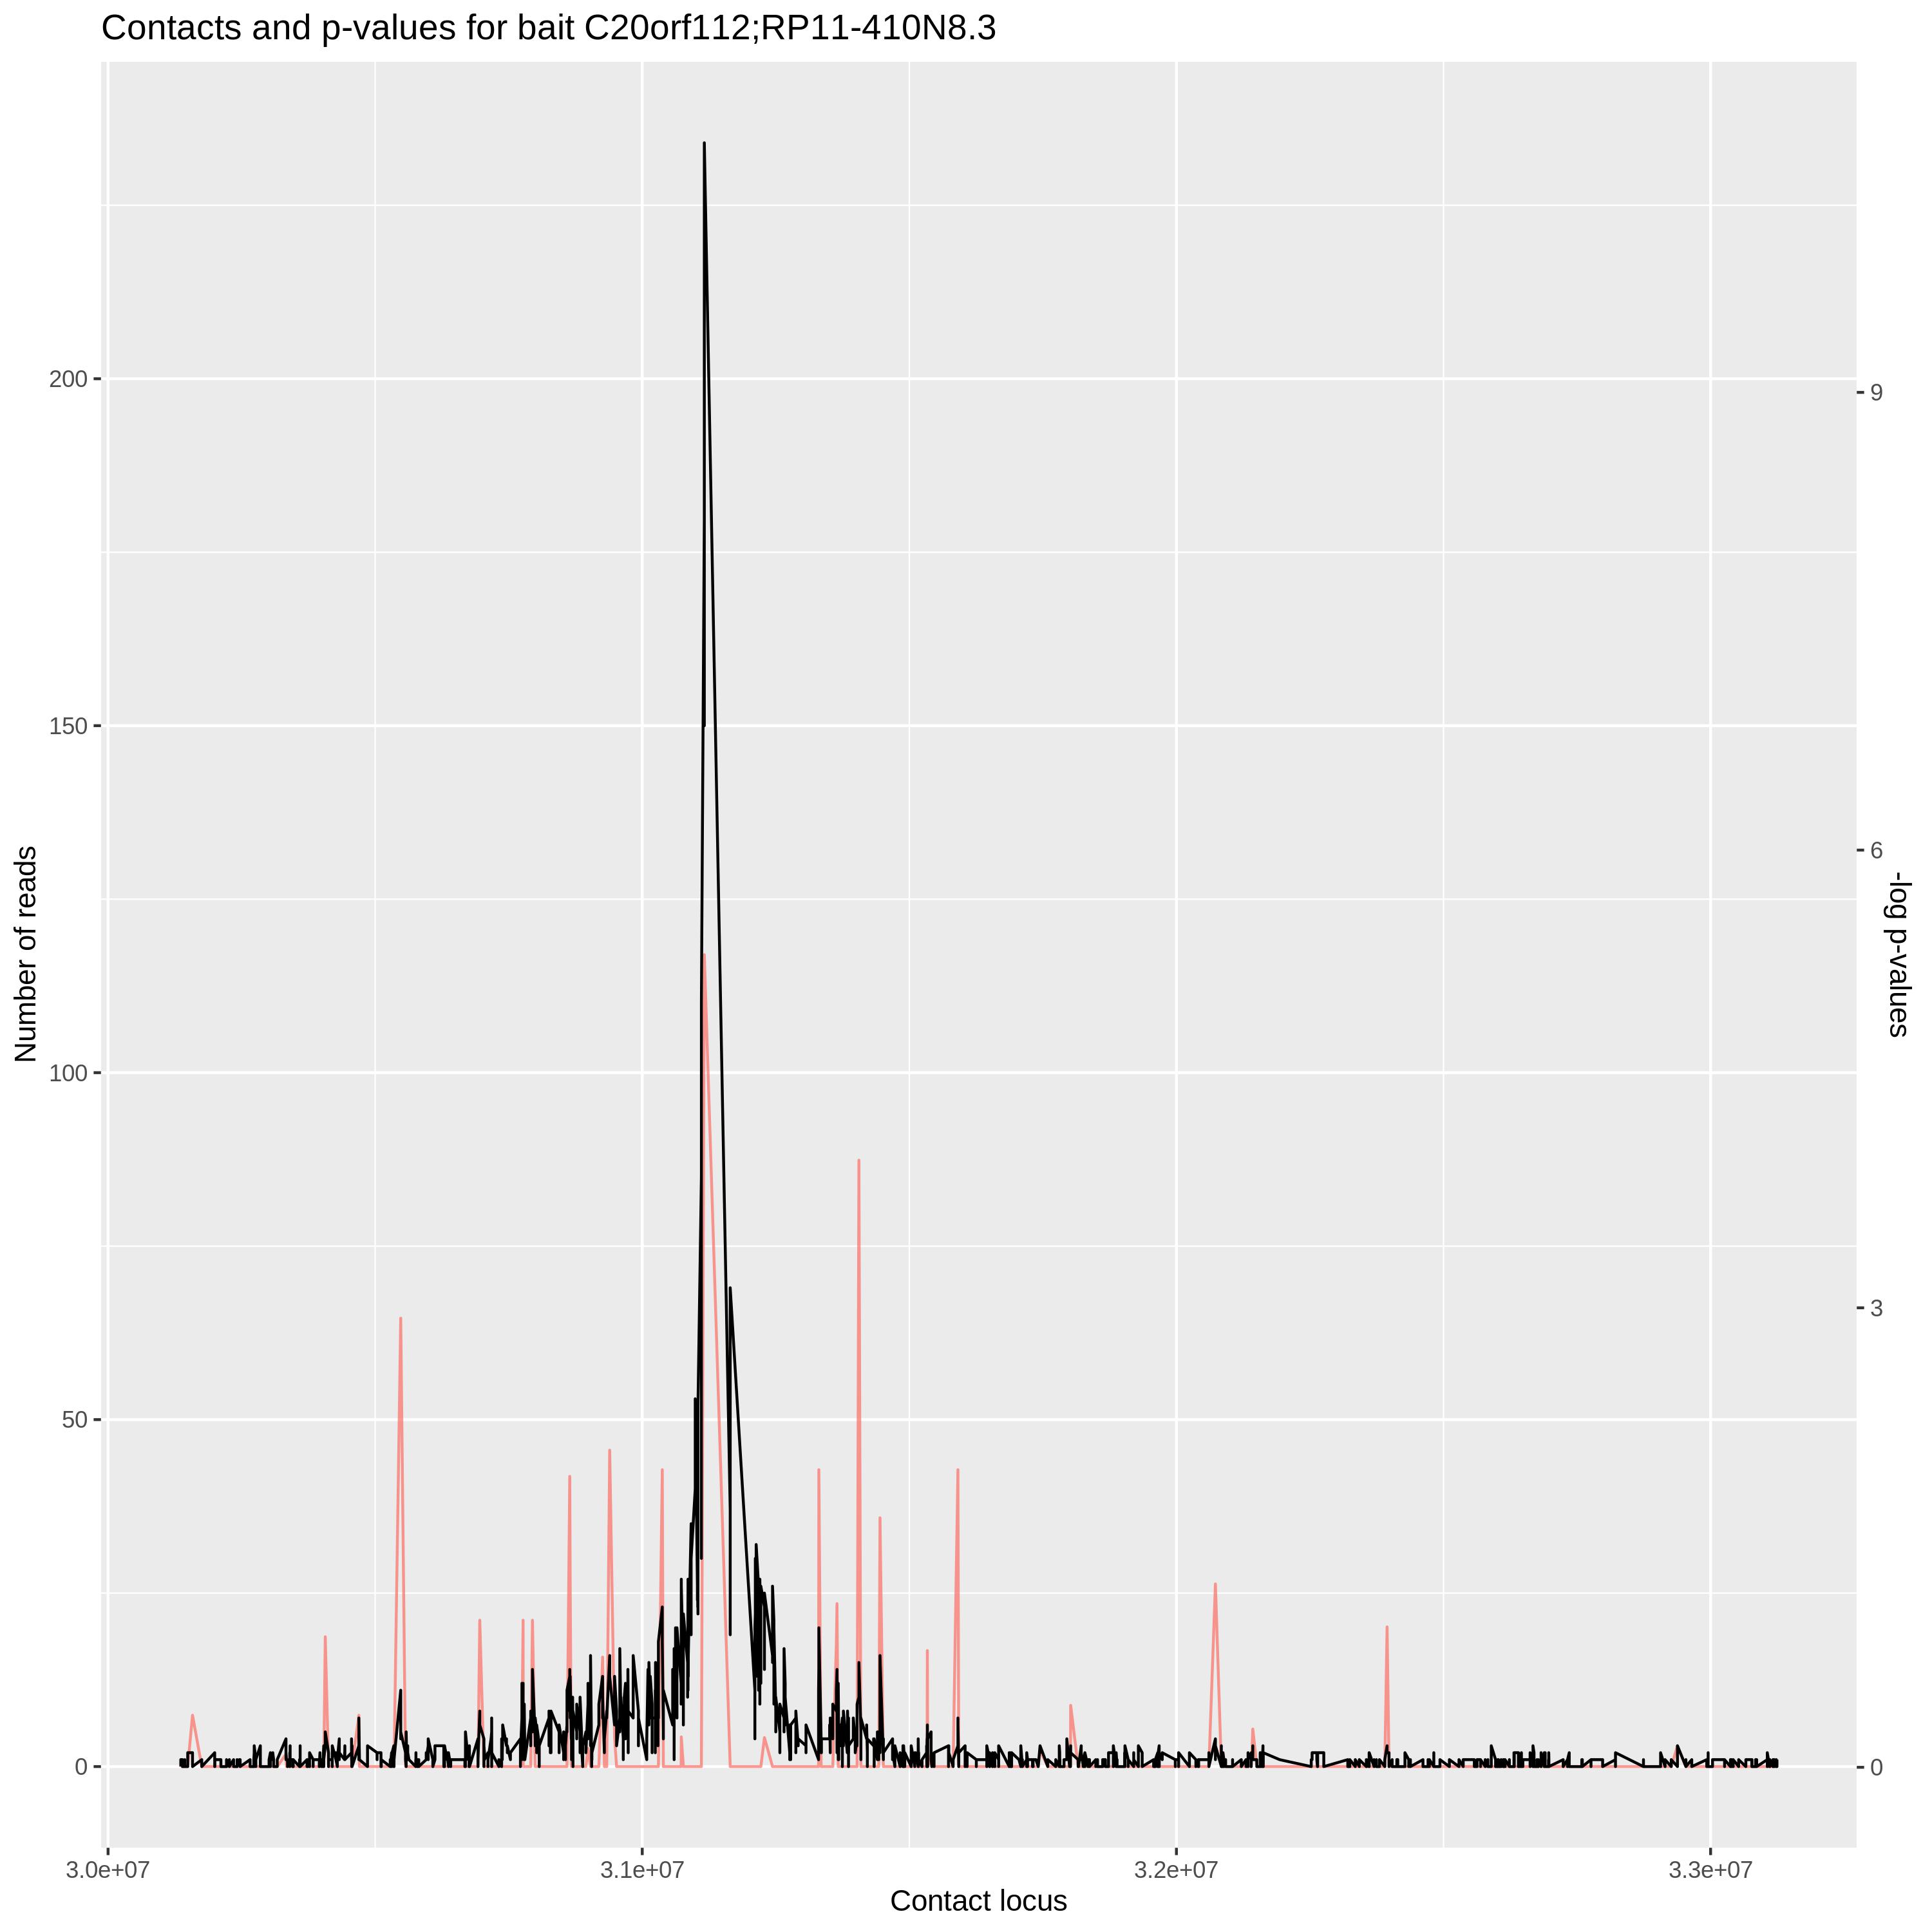 Contacts and p-values for bait C20orf112;RP11-410N8.3
Number of reads
200
150
100
50
0
9
6
3
0
-log p-values
3.0e+07
3.1e+07
3.2e+07
3.3e+07
Contact locus